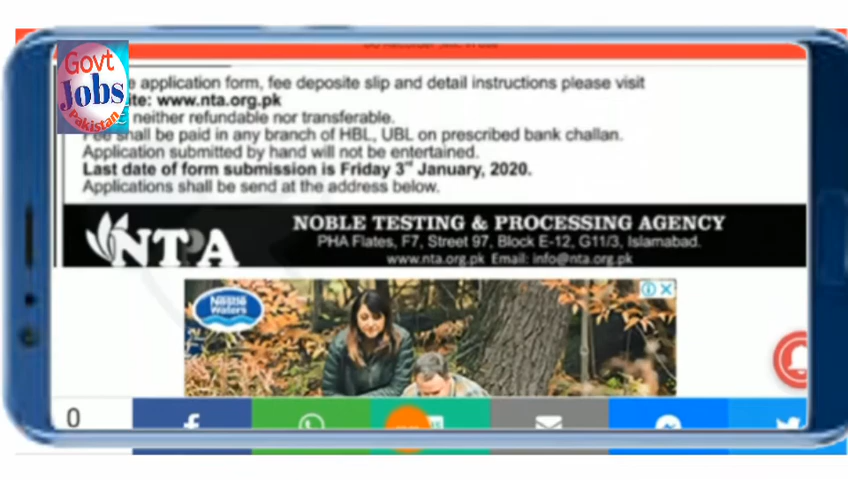 Govt
Jobs
Pakistan
e application form, fee deposite slip and detail instructions please visit
ite: www.nta.org.pk
neither refundable nor transferable.
Fee shall be paid in any branch of HBL, UBL on prescribed bank challan.
Application submitted by hand will not be entertained.
Last date of form submission is Friday 3rd January, 2020.
Applications shall be send at the address below.
NTPA
NOBLE TESTING & PROCESSING AGENCY
PHA Flates, F7, Street 97, Block E-12, G11/3, Islamabad.
www.nta.org.pk Email: info@nta.org.pk
Nestle
Waters
0